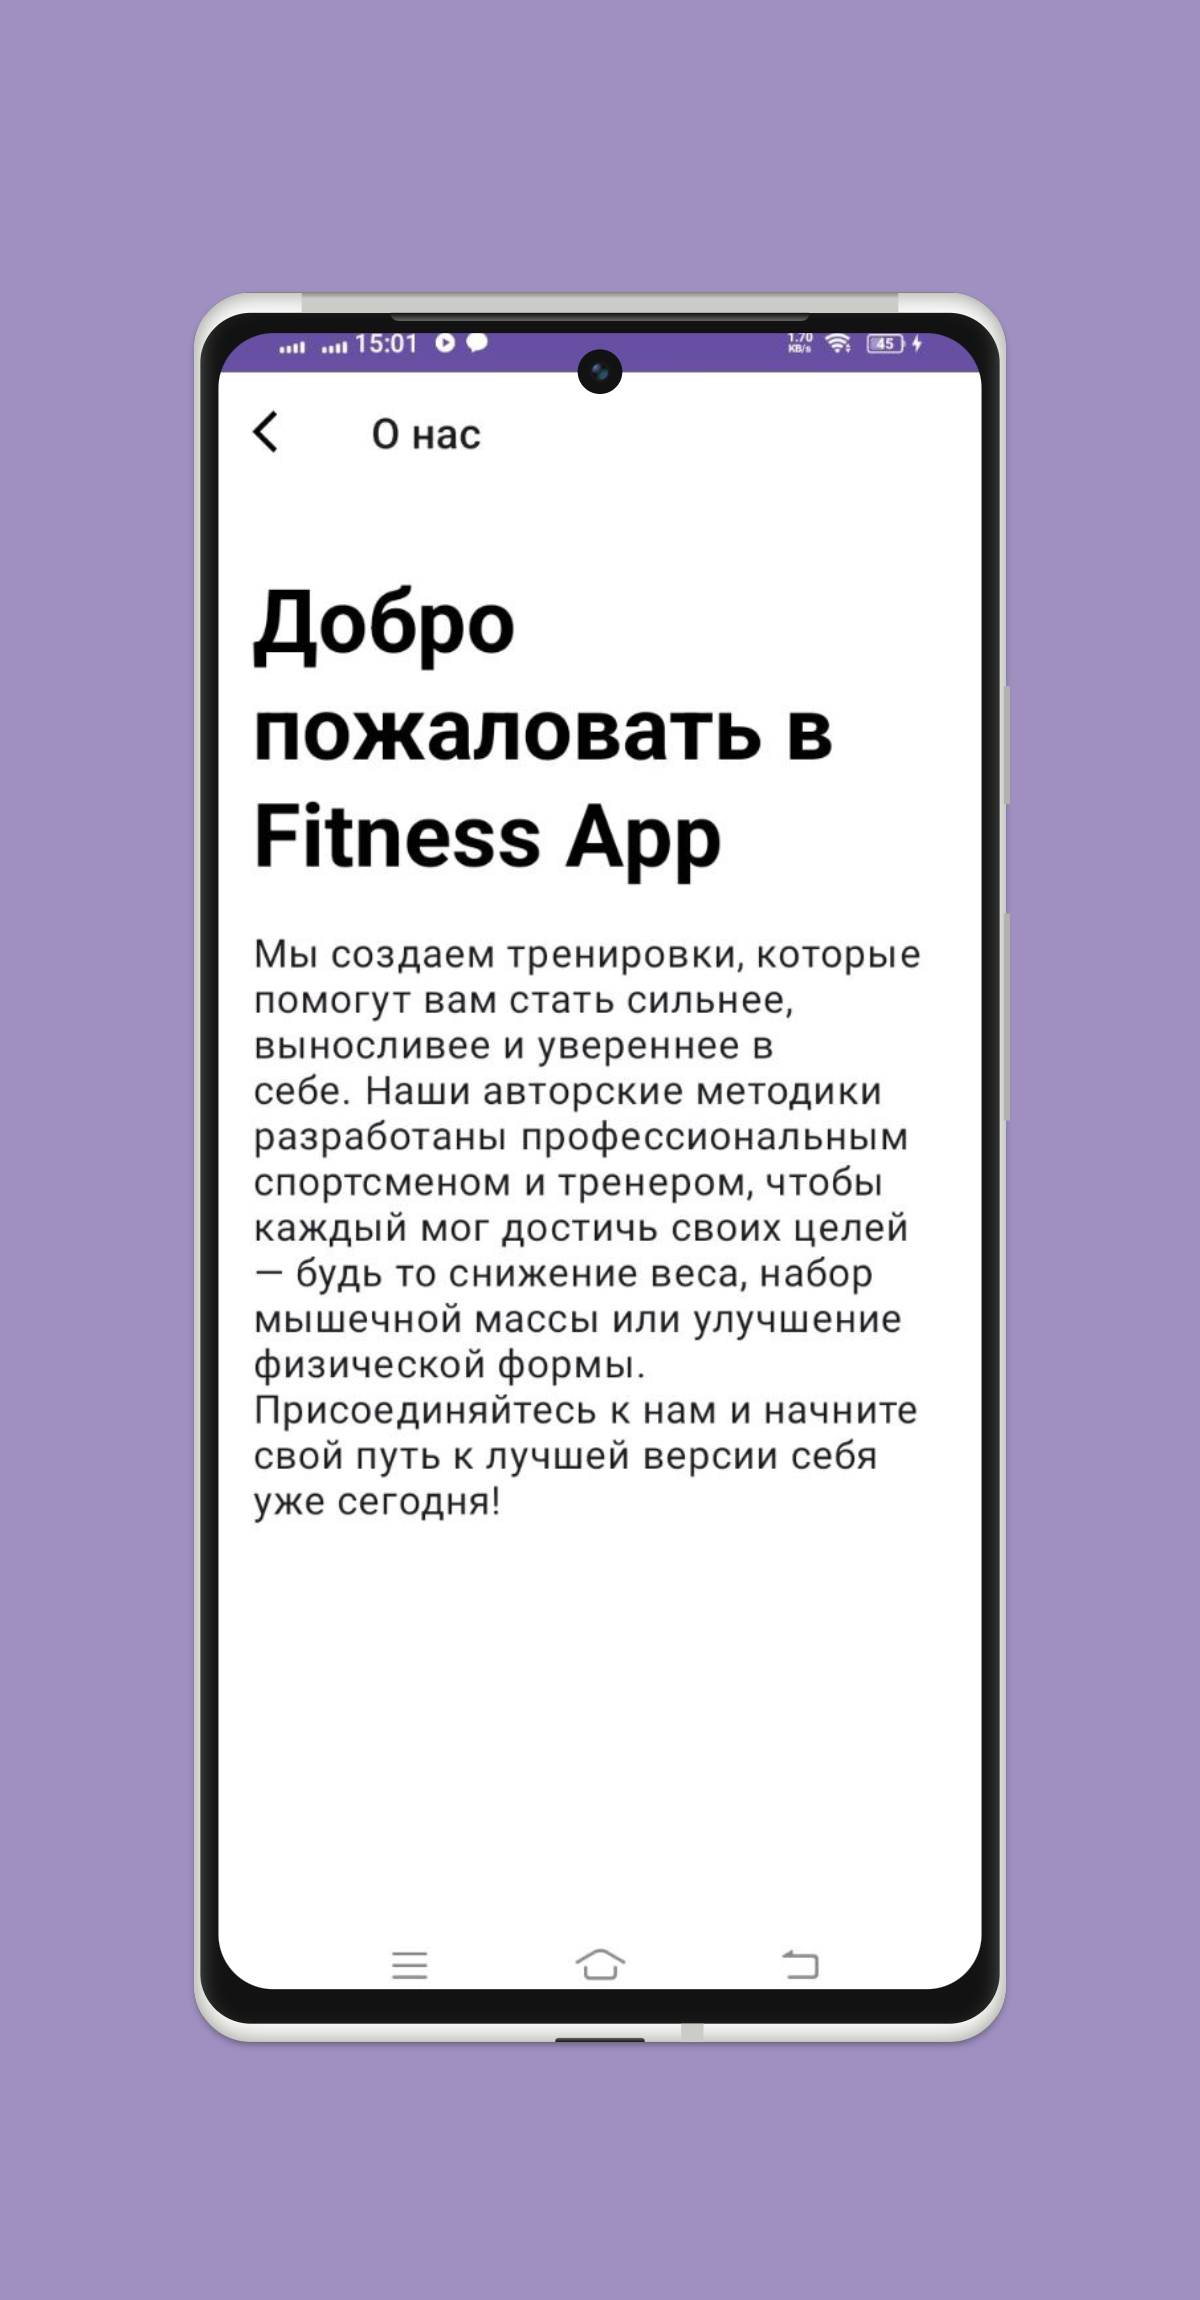 15:01
1.70
KB/s
45
О нас
Добро
пожаловать в
Fitness App
Мы создаем тренировки, которые
помогут вам стать сильнее,
выносливее и увереннее в
себе. Наши авторские методики
разработаны профессиональным
спортсменом и тренером, чтобы
каждый мог достичь своих целей
— будь то снижение веса, набор
мышечной массы или улучшение
физической формы.
Присоединяйтесь к нам и начните
свой путь к лучшей версии себя
уже сегодня!